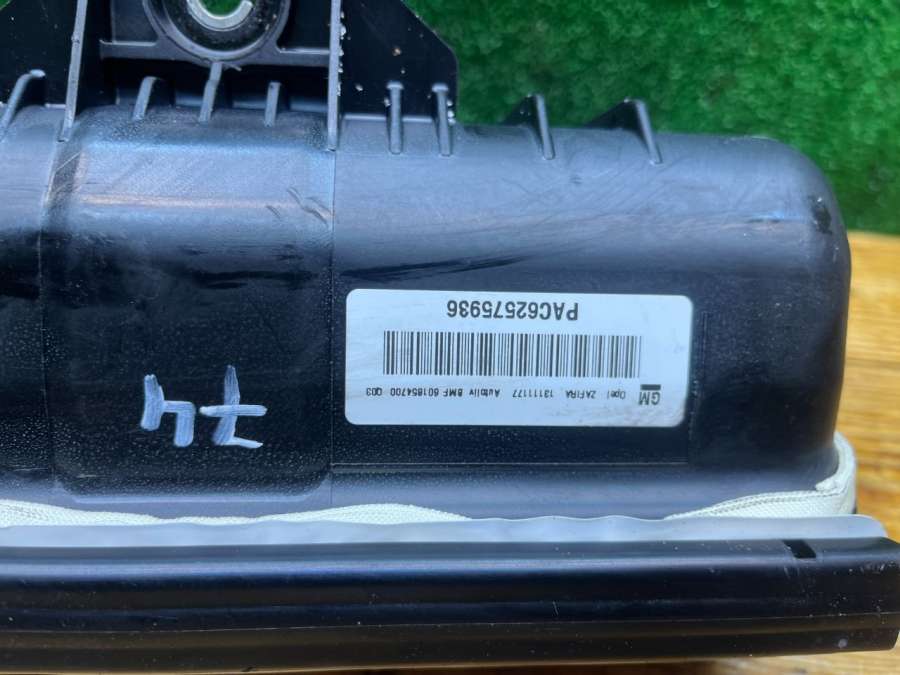 GM Opel ZAFIRA 13111177 Autoliv BMF 601854700 Q03
PAC62575936
74